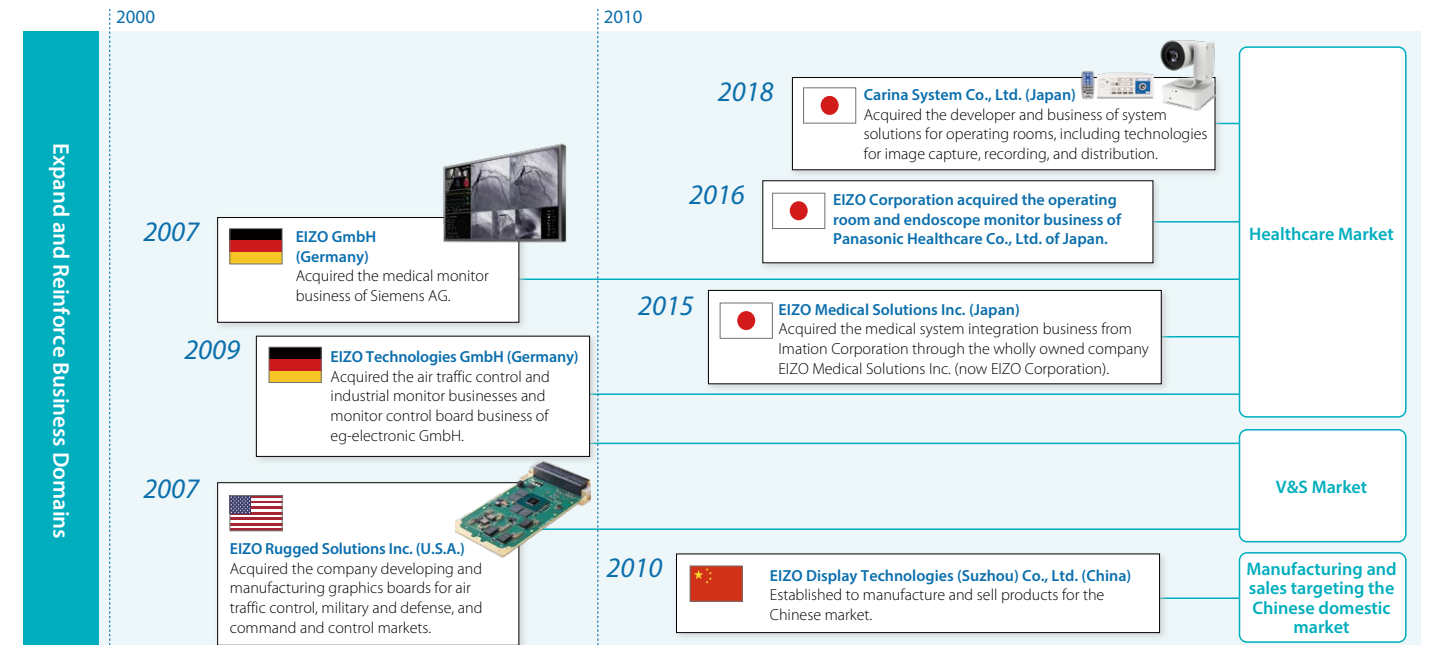 2000
2010
Expand and Reinforce Business Domains
2018
Carina System Co., Ltd. (Japan)
Acquired the developer and business of system
solutions for operating rooms, including technologies
for image capture, recording, and distribution.
2016
EIZO Corporation acquired the operating
room and endoscope monitor business of
Panasonic Healthcare Co., Ltd. of Japan.
2007
EIZO GmbH
(Germany)
Acquired the medical monitor
business of Siemens AG.
2015
EIZO Medical Solutions Inc. (Japan)
Acquired the medical system integration business from
Imation Corporation through the wholly owned company
EIZO Medical Solutions Inc. (now EIZO Corporation).
2009
EIZO Technologies GmbH (Germany)
Acquired the air traffic control and
industrial monitor businesses and
monitor control board business of
eg-electronic GmbH.
Healthcare Market
2007
EIZO Rugged Solutions Inc. (U.S.A.)
Acquired the company developing and
manufacturing graphics boards for air
traffic control, military and defense, and
command and control markets.
V&S Market
2010
EIZO Display Technologies (Suzhou) Co., Ltd. (China)
Established to manufacture and sell products for the
Chinese market.
Manufacturing and
sales targeting the
Chinese domestic
market